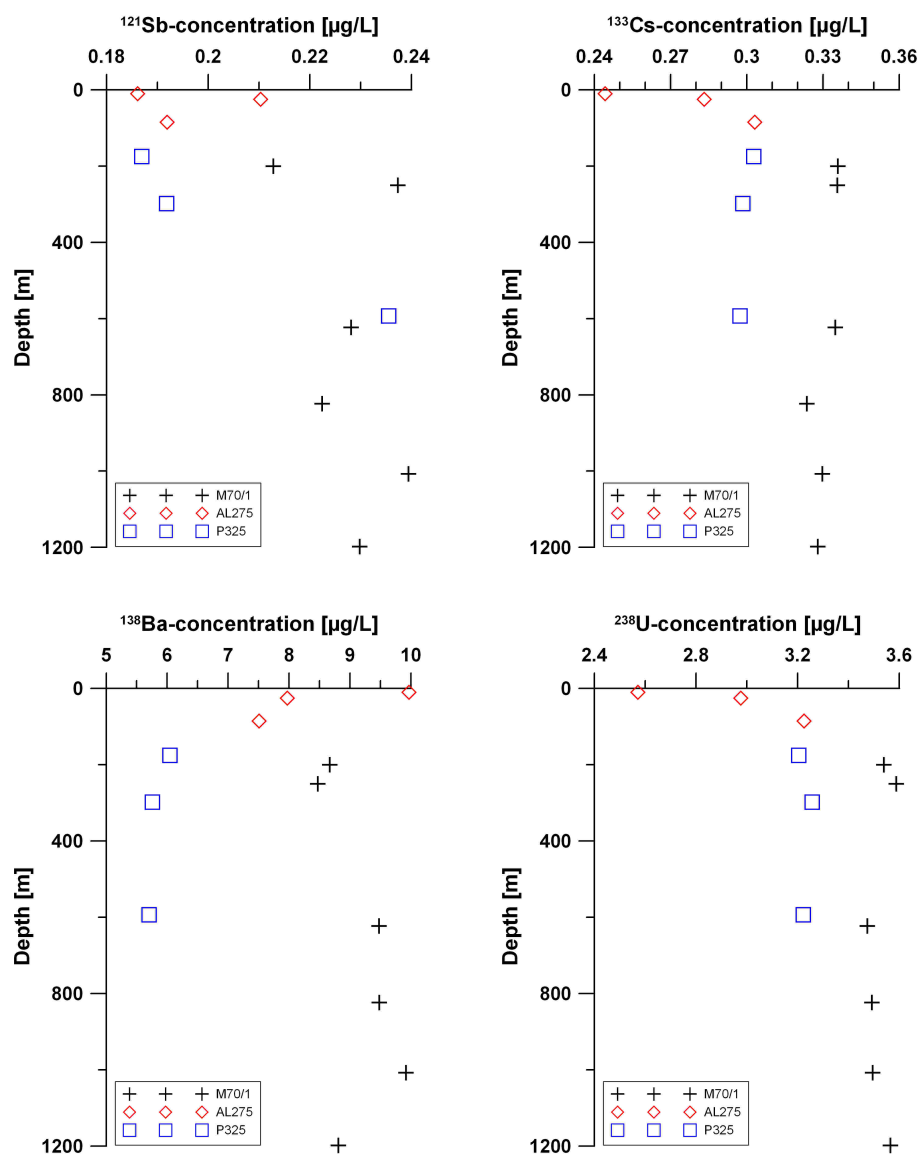 ¹²¹Sb-concentration [µg/L]
0.18 0.2 0.22 0.24
0
400
800
1200
Depth [m]
M70/1
AL275
P325
¹³³Cs-concentration [µg/L]
0.24 0.27 0.3 0.33 0.36
0
400
800
1200
Depth [m]
M70/1
AL275
P325
¹³⁸Ba-concentration [µg/L]
5 6 7 8 9 10
0
400
800
1200
Depth [m]
M70/1
AL275
P325
²³⁸U-concentration [µg/L]
2.4 2.8 3.2 3.6
0
400
800
1200
Depth [m]
M70/1
AL275
P325